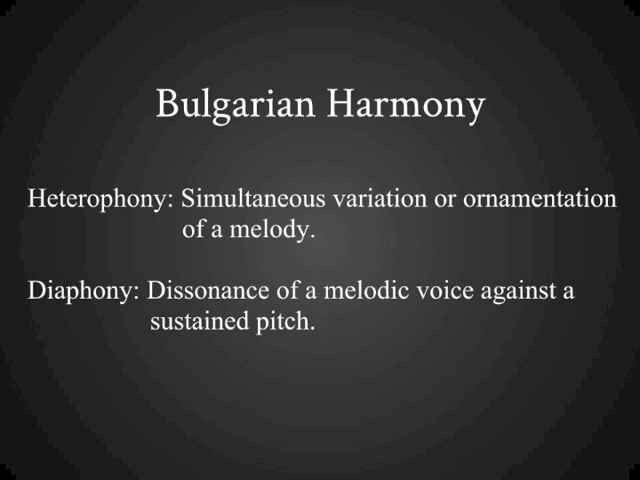 Bulgarian Harmony
Heterophony: Simultaneous variation or ornamentation
of a melody.
Diaphony: Dissonance of a melodic voice against a
sustained pitch.